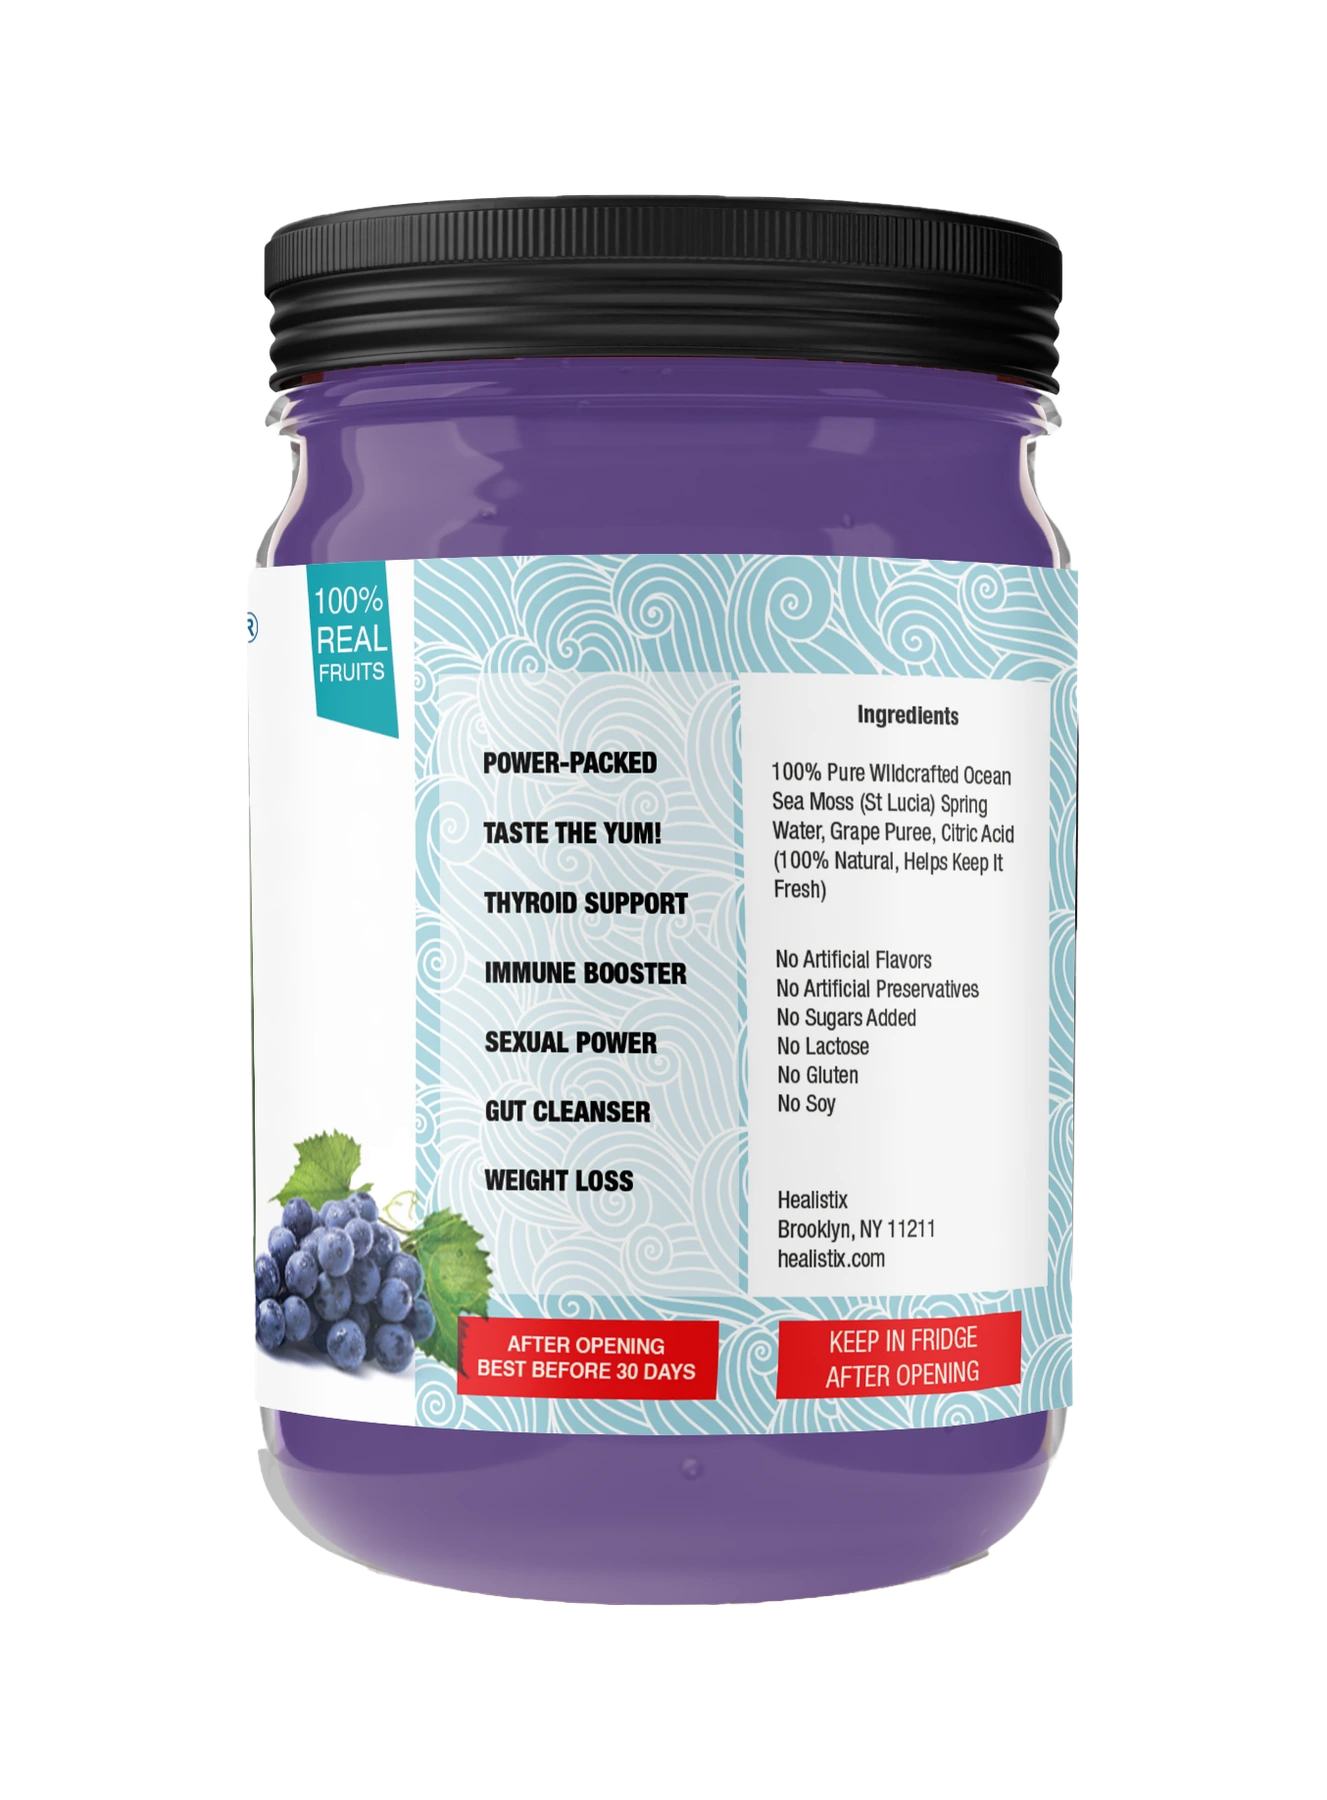 ®
100%
REAL
FRUITS
POWER-PACKED
TASTE THE YUM!
THYROID SUPPORT
IMMUNE BOOSTER
SEXUAL POWER
GUT CLEANSER
WEIGHT LOSS
AFTER OPENING
BEST BEFORE 30 DAYS
Ingredients
100% Pure WIldcrafted Ocean
Sea Moss (St Lucia) Spring
Water, Grape Puree, Citric Acid
(100% Natural, Helps Keep It
Fresh)
No Artificial Flavors
No Artificial Preservatives
No Sugars Added
No Lactose
No Gluten
No Soy
Healistix
Brooklyn, NY 11211
healistix.com
KEEP IN FRIDGE
AFTER OPENING